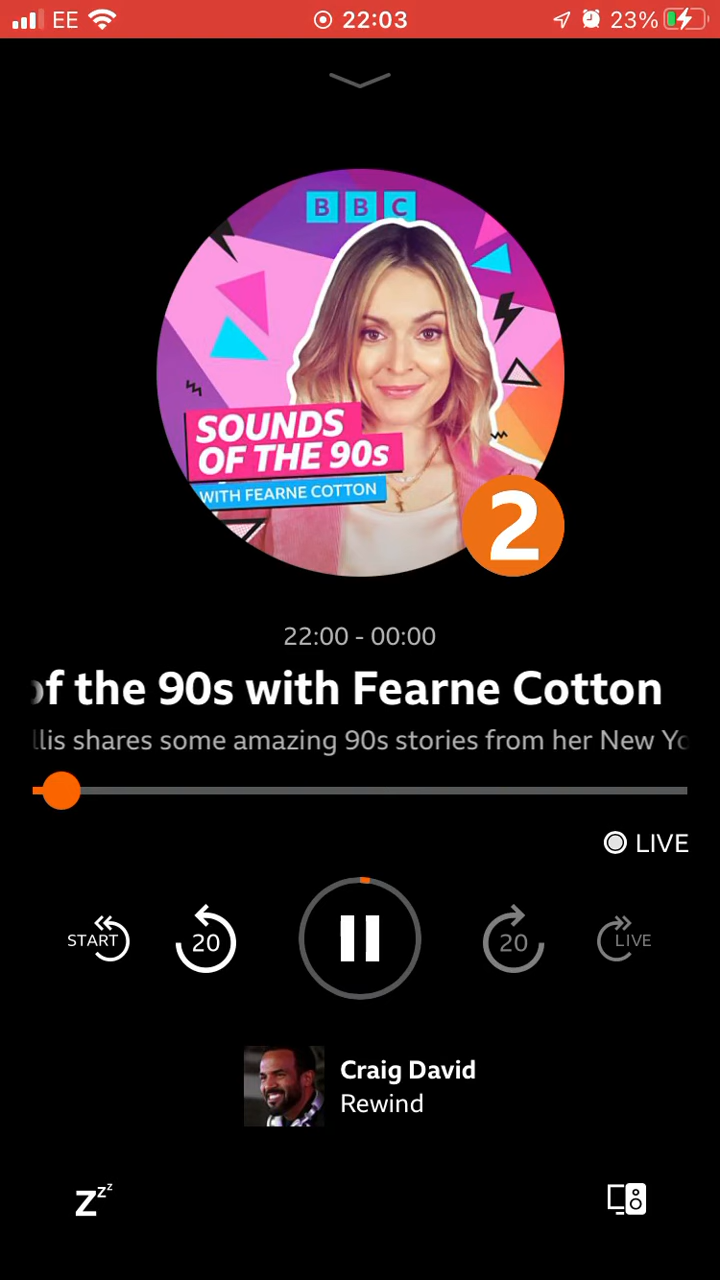 EE 22:03 23%
BBC
SOUNDS
OF THE 90s
WITH FEARNE COTTON
2
22:00 - 00:00
of the 90s with Fearne Cotton
llis shares some amazing 90s stories from her New Yo
LIVE
START 20 20 LIVE
Craig David
Rewind
Zzz